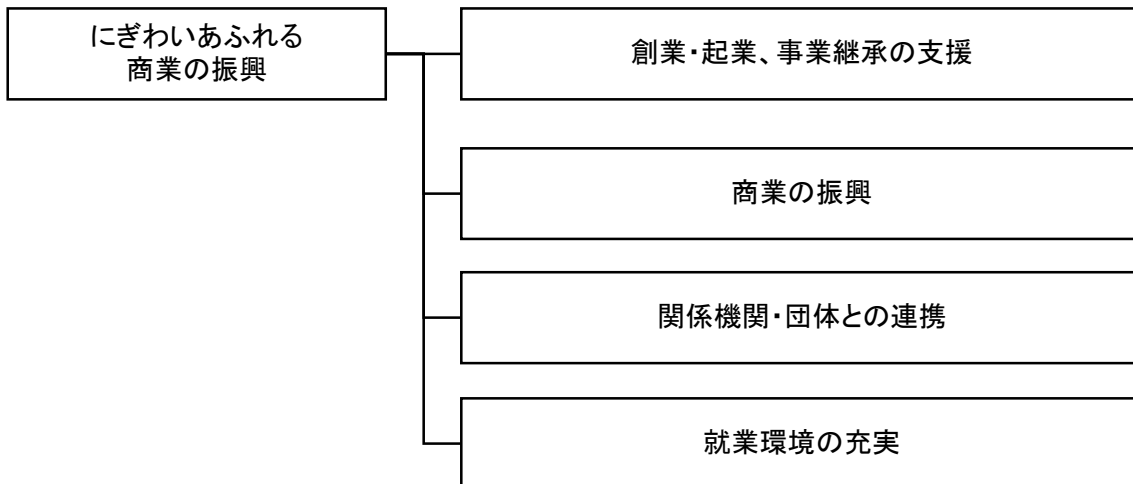 にぎわいあふれる
商業の振興
創業・起業、事業継承の支援
商業の振興
関係機関・団体との連携
就業環境の充実